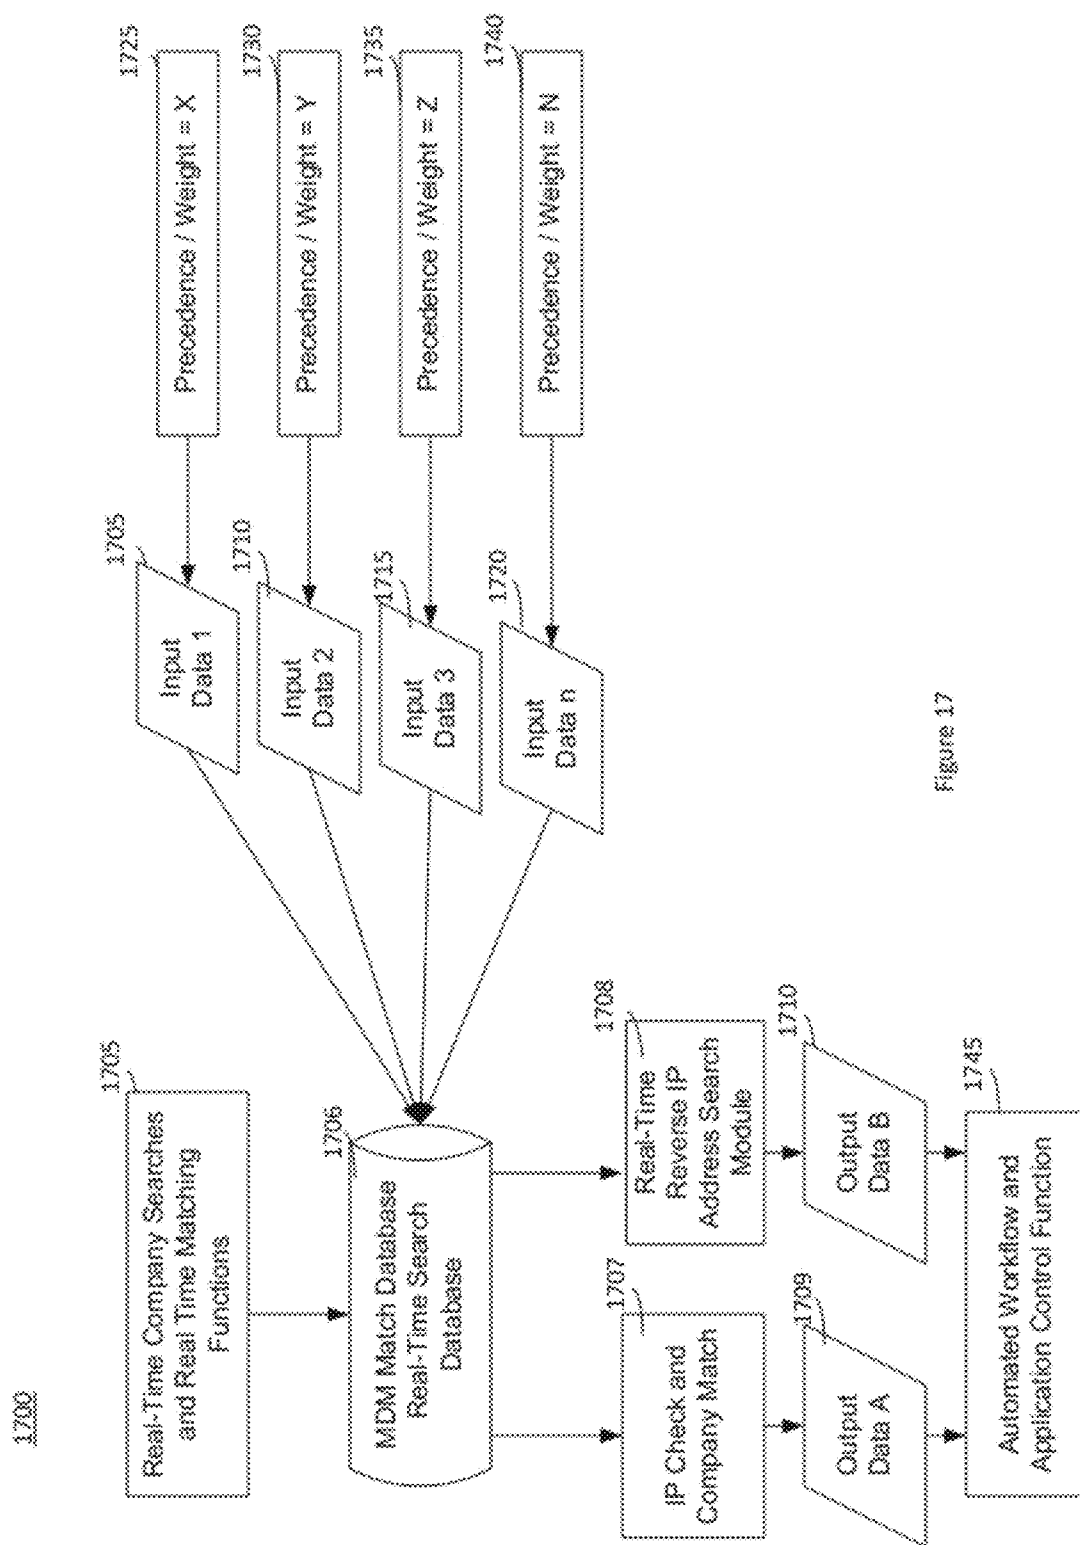 1700
1705
Real-Time Company Searches
and Real Time Matching
Functions
1706
MDM Match Database
Real-Time Search
Database
1707
IP Check and
Company Match
1708
Real-Time
Reverse IP
Address Search
Module
1709
Output
Data A
1710
Output
Data B
1745
Automated Workflow and
Application Control Function
1705
Input
Data 1
1710
Input
Data 2
1715
Input
Data 3
1720
Input
Data n
1725
Precedence / Weight = X
1730
Precedence / Weight = Y
1735
Precedence / Weight = Z
1740
Precedence / Weight = N
Figure 17